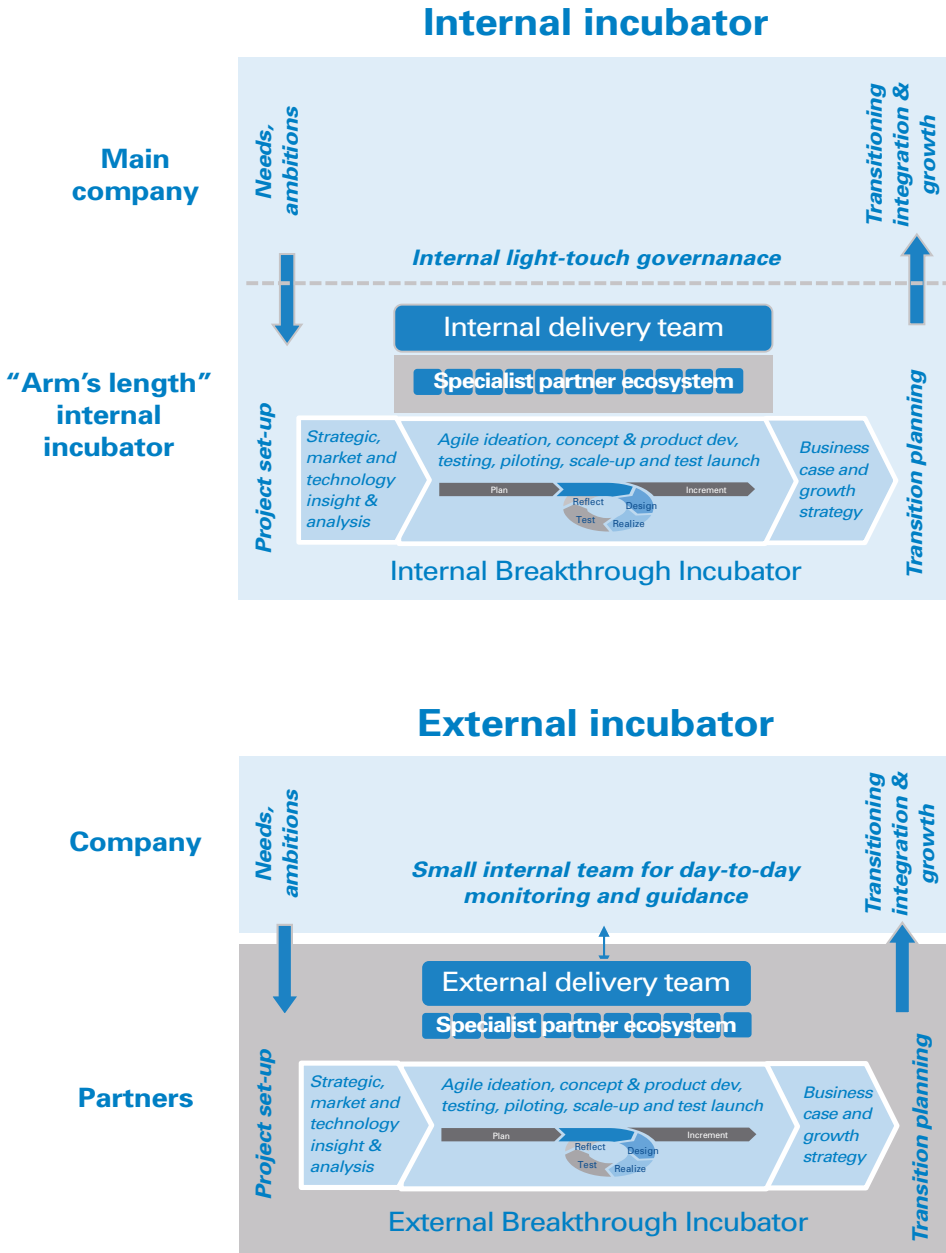 Internal incubator
Main
company
Needs,
ambitions
Transitioning
integration &
growth
Internal light-touch governanace
"Arm's length"
internal
incubator
Internal delivery team
Specialist partner ecosystem
Project set-up
Strategic,
market and
technology
insight &
analysis
Agile ideation, concept & product dev,
testing, piloting, scale-up and test launch
Plan
Increment
Reflect
Design
Test
Realize
Business
case and
growth
strategy
Transition planning
Internal Breakthrough Incubator
External incubator
Company
Needs,
ambitions
Transitioning
integration &
growth
Small internal team for day-to-day
monitoring and guidance
External delivery team
Specialist partner ecosystem
Partners
Project set-up
Strategic,
market and
technology
insight &
analysis
Agile ideation, concept & product dev,
testing, piloting, scale-up and test launch
Plan
Increment
Reflect
Design
Test
Realize
Business
case and
growth
strategy
Transition planning
External Breakthrough Incubator